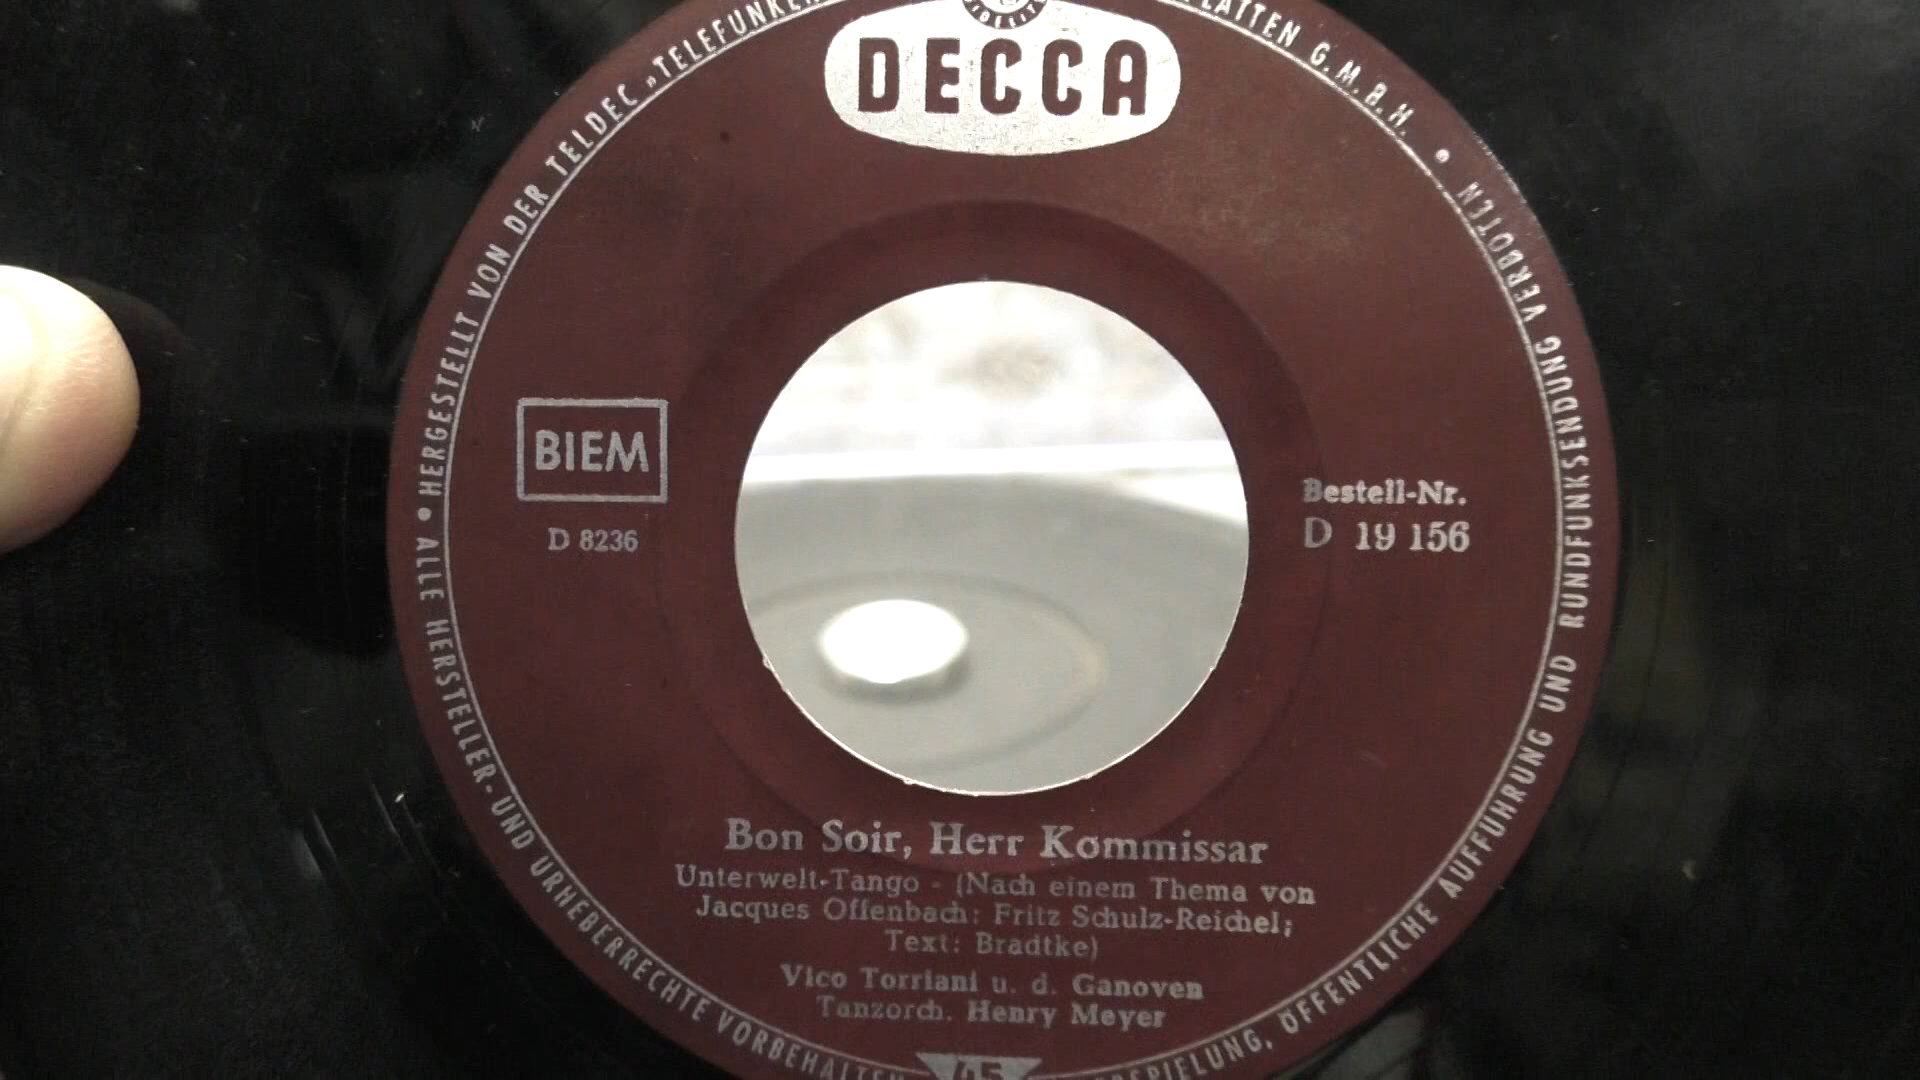 DECCA
BIEM
D 8236
Bestell-Nr.
D 19 156
Bon Soir, Herr Kommissar
Unterwelt-Tango - (Nach einem Thema von
Jacques Offenbach: Fritz Schulz-Reichel;
Text: Bradtke)
Vico Torriani u. d. Ganoven
Tanzorch. Henry Meyer
45
• HERGESTELLT VON DER TELDEC „TELEFUNKEN
PLATTEN G.M.B.H. •
ALLE HERSTELLER- UND URHEBERRECHTE VORBEHALTEN
ÖFFENTLICHE AUFFÜHRUNG UND RUNDFUNKSENDUNG VERBOTEN